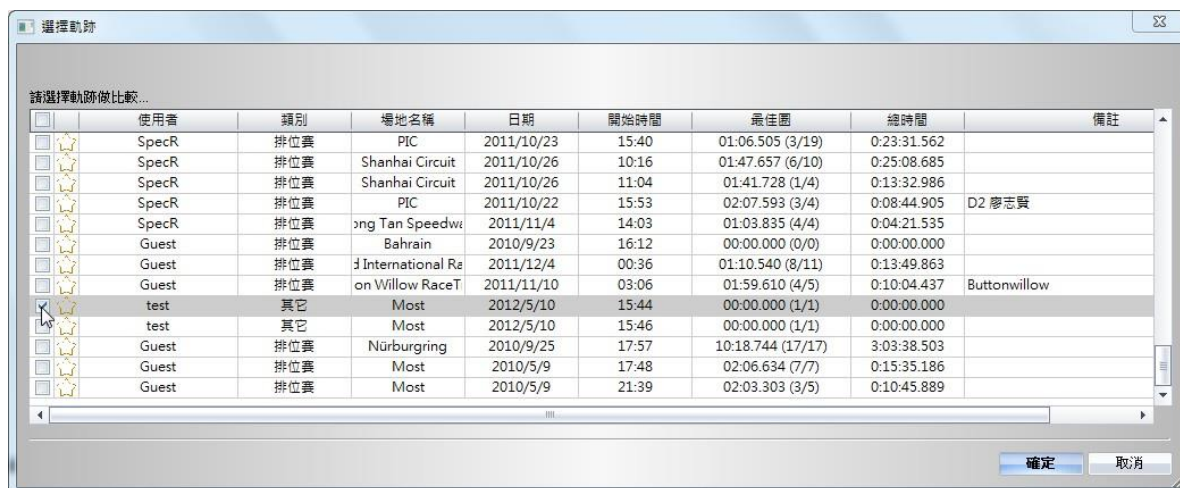 選擇軌跡
請選擇軌跡做比較...
使用者 類別 場地名稱 日期 開始時間 最佳圈 總時間 備註
SpecR 排位賽 PIC 2011/10/23 15:40 01:06.505 (3/19) 0:23:31.562
SpecR 排位賽 Shanhai Circuit 2011/10/26 10:16 01:47.657 (6/10) 0:25:08.685
SpecR 排位賽 Shanhai Circuit 2011/10/26 11:04 01:41.728 (1/4) 0:13:32.986
SpecR 排位賽 PIC 2011/10/22 15:53 02:07.593 (3/4) 0:08:44.905 D2 廖志賢
SpecR 排位賽 ong Tan Speedwa 2011/11/4 14:03 01:03.835 (4/4) 0:04:21.535
Guest 排位賽 Bahrain 2010/9/23 16:12 00:00.000 (0/0) 0:00:00.000
Guest 排位賽 d International Ra 2011/12/4 00:36 01:10.540 (8/11) 0:13:49.863
Guest 排位賽 on Willow RaceT 2011/11/10 03:06 01:59.610 (4/5) 0:10:04.437 Buttonwillow
test 其它 Most 2012/5/10 15:44 00:00.000 (1/1) 0:00:00.000
test 其它 Most 2012/5/10 15:46 00:00.000 (1/1) 0:00:00.000
Guest 排位賽 Nürburgring 2010/9/25 17:57 10:18.744 (17/17) 3:03:38.503
Guest 排位賽 Most 2010/5/9 17:48 02:06.634 (7/7) 0:15:35.186
Guest 排位賽 Most 2010/5/9 21:39 02:03.303 (3/5) 0:10:45.889
確定 取消